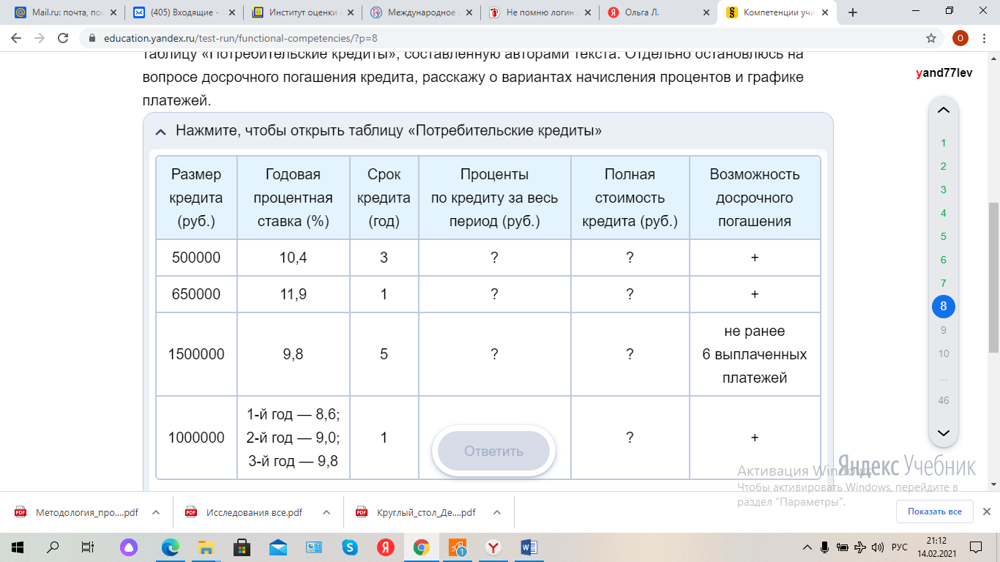 Mail.ru: почта, пои
(405) Входящие -
Институт оценки
Международное
Не помню логин
Ольга Л.
Компетенции учи
education.yandex.ru/test-run/functional-competencies/?p=8
О
таблицу «Потребительские кредиты», составленную авторами текста. Отдельно остановлюсь на
вопросе досрочного погашения кредита, расскажу о вариантах начисления процентов и графике
платежей.
yand77lev
Нажмите, чтобы открыть таблицу «Потребительские кредиты»
Размер кредита (руб.) Годовая процентная ставка (%) Срок кредита (год) Проценты по кредиту за весь период (руб.) Полная стоимость кредита (руб.) Возможность досрочного погашения
500000 10,4 3 ? ? +
650000 11,9 1 ? ? +
1500000 9,8 5 ? ? не ранее 6 выплаченных платежей
1000000 1-й год — 8,6; 2-й год — 9,0; 3-й год — 9,8 1 ? +
Ответить
1
2
3
4
5
6
7
8
9
10
...
46
Яндекс Учебник
Активация Windows
Чтобы активировать Windows, перейдите в
раздел "Параметры".
Методология_про....pdf
Исследования все.pdf
Круглый_стол_Де....pdf
Показать все
РУС
21:12
14.02.2021